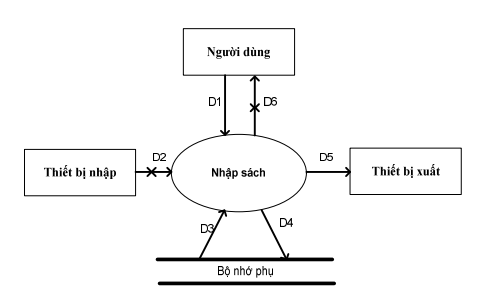 Người dùng
D1
D6
Thiết bị nhập
D2
Nhập sách
D5
Thiết bị xuất
D3
D4
Bộ nhớ phụ